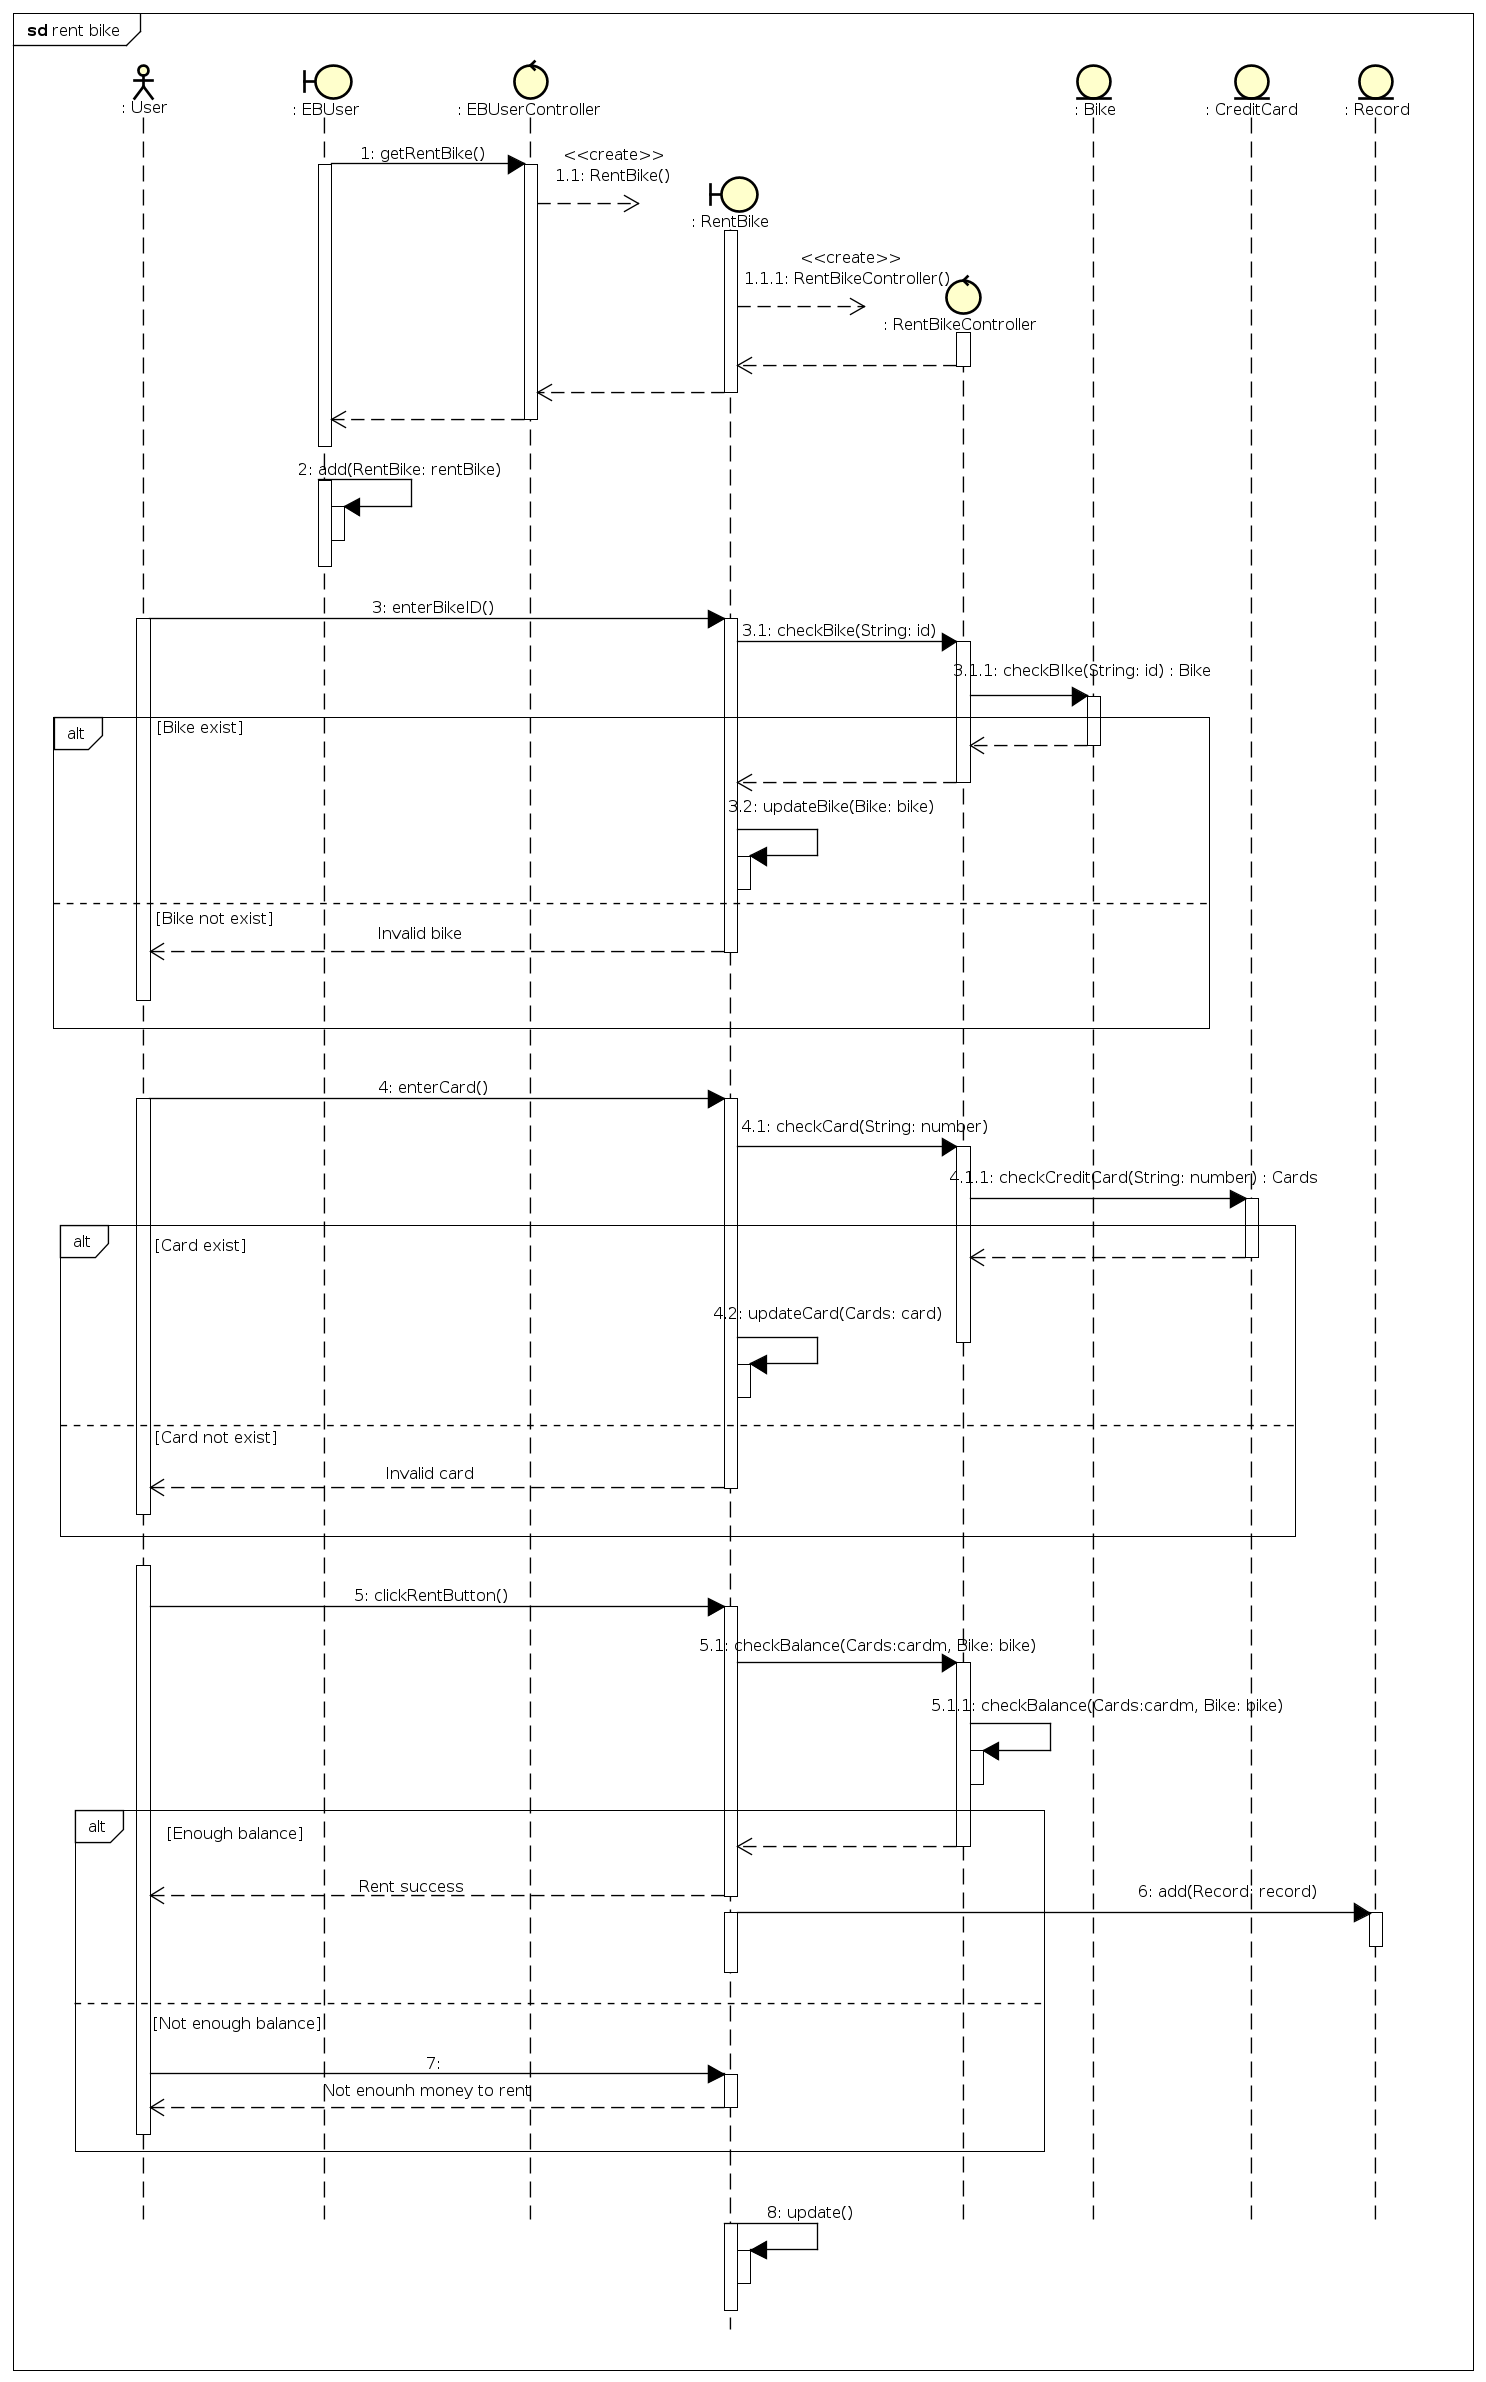 sd rent bike
: User
: EBUser
: EBUserController
: Bike
: CreditCard
: Record
1: getRentBike()
<<create>>
1.1: RentBike()
: RentBike
<<create>>
1.1.1: RentBikeController()
: RentBikeController
2: add(RentBike: rentBike)
3: enterBikeID()
3.1: checkBike(String: id)
3.1.1: checkBIke(String: id) : Bike
alt
[Bike exist]
3.2: updateBike(Bike: bike)
[Bike not exist]
Invalid bike
4: enterCard()
4.1: checkCard(String: number)
4.1.1: checkCreditCard(String: number) : Cards
alt
[Card exist]
4.2: updateCard(Cards: card)
[Card not exist]
Invalid card
5: clickRentButton()
5.1: checkBalance(Cards:cardm, Bike: bike)
5.1.1: checkBalance(Cards:cardm, Bike: bike)
alt
[Enough balance]
Rent success
6: add(Record: record)
[Not enough balance]
7:
Not enounh money to rent
8: update()